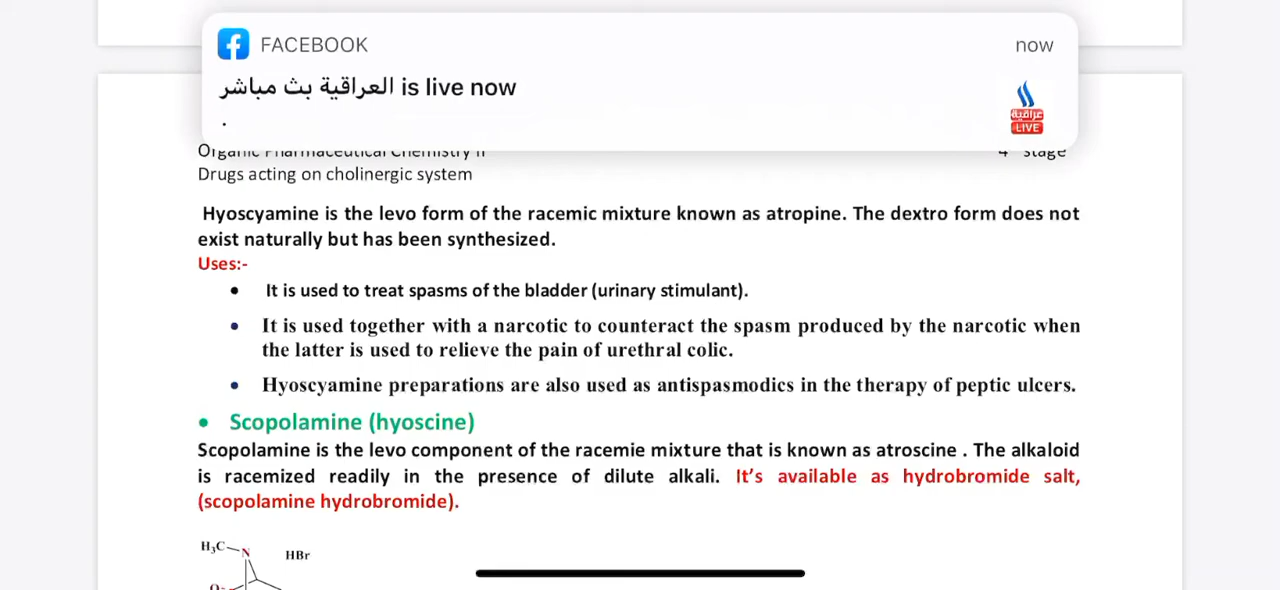 FACEBOOK
now
العراقية بث مباشر is live now
.
عراقية
LIVE
Organic Pharmaceutical Chemistry II
4 stage
Drugs acting on cholinergic system
Hyoscyamine is the levo form of the racemic mixture known as atropine. The dextro form does not
exist naturally but has been synthesized.
Uses:-
• It is used to treat spasms of the bladder (urinary stimulant).
• It is used together with a narcotic to counteract the spasm produced by the narcotic when
the latter is used to relieve the pain of urethral colic.
• Hyoscyamine preparations are also used as antispasmodics in the therapy of peptic ulcers.
• Scopolamine (hyoscine)
Scopolamine is the levo component of the racemie mixture that is known as atroscine . The alkaloid
is racemized readily in the presence of dilute alkali. It’s available as hydrobromide salt,
(scopolamine hydrobromide).
H₃C N HBr